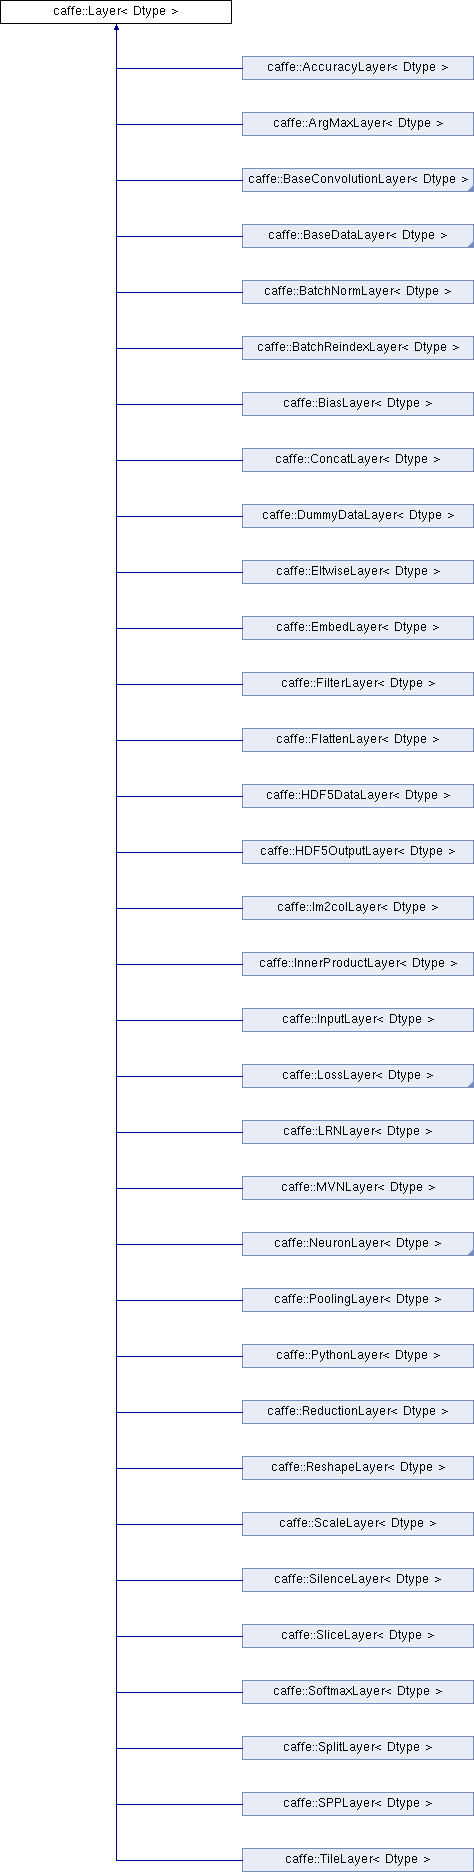 caffe::Layer< Dtype >
caffe::AccuracyLayer< Dtype >
caffe::ArgMaxLayer< Dtype >
caffe::BaseConvolutionLayer< Dtype >
caffe::BaseDataLayer< Dtype >
caffe::BatchNormLayer< Dtype >
caffe::BatchReindexLayer< Dtype >
caffe::BiasLayer< Dtype >
caffe::ConcatLayer< Dtype >
caffe::DummyDataLayer< Dtype >
caffe::EltwiseLayer< Dtype >
caffe::EmbedLayer< Dtype >
caffe::FilterLayer< Dtype >
caffe::FlattenLayer< Dtype >
caffe::HDF5DataLayer< Dtype >
caffe::HDF5OutputLayer< Dtype >
caffe::Im2colLayer< Dtype >
caffe::InnerProductLayer< Dtype >
caffe::InputLayer< Dtype >
caffe::LossLayer< Dtype >
caffe::LRNLayer< Dtype >
caffe::MVNLayer< Dtype >
caffe::NeuronLayer< Dtype >
caffe::PoolingLayer< Dtype >
caffe::PythonLayer< Dtype >
caffe::ReductionLayer< Dtype >
caffe::ReshapeLayer< Dtype >
caffe::ScaleLayer< Dtype >
caffe::SilenceLayer< Dtype >
caffe::SliceLayer< Dtype >
caffe::SoftmaxLayer< Dtype >
caffe::SplitLayer< Dtype >
caffe::SPPLayer< Dtype >
caffe::TileLayer< Dtype >